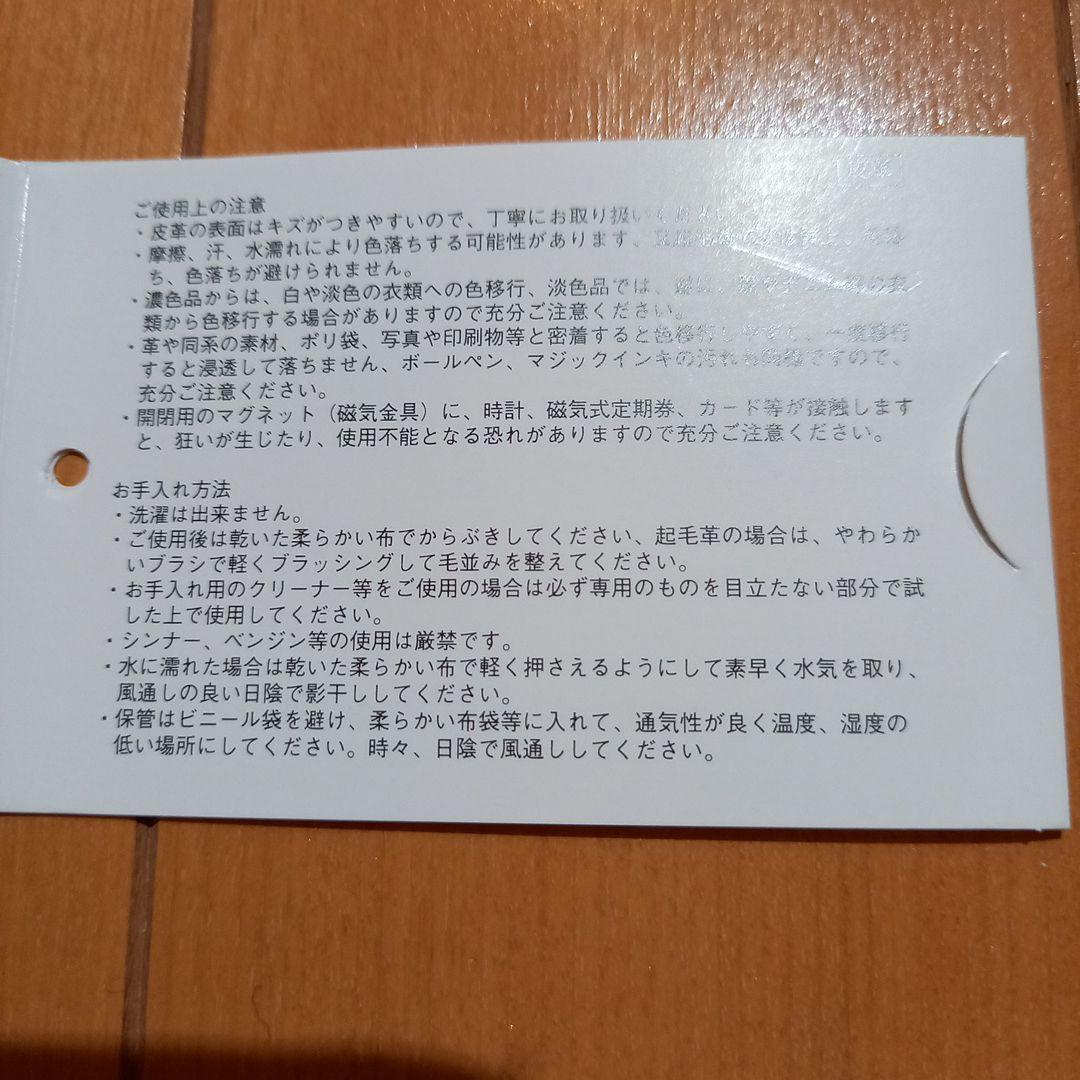 ご使用上の注意
・皮革の表面はキズがつきやすいので、丁寧にお取り扱い
・摩擦、汗、水濡れにより色落ちする可能性があります、
ち、色落ちが避けられません。
・濃色品からは、白や淡色の衣類への色移行、淡色品では、
類から色移行する場合がありますので充分ご注意ください。
・革や同系の素材、ポリ袋、写真や印刷物等と密着すると色移行しやすく、一度移行
すると浸透して落ちません、ボールペン、マジックインキの汚れも ですので、
充分ご注意ください。
・開閉用のマグネット（磁気金具）に、時計、磁気式定期券、カード等が接触します
と、狂いが生じたり、使用不能となる恐れがありますので充分ご注意ください。
お手入れ方法
・洗濯は出来ません。
・ご使用後は乾いた柔らかい布でからぶきしてください、起毛革の場合は、やわらか
いブラシで軽くブラッシングして毛並みを整えてください。
・お手入れ用のクリーナー等をご使用の場合は必ず専用のものを目立たない部分で試
した上で使用してください。
・シンナー、ベンジン等の使用は厳禁です。
・水に濡れた場合は乾いた柔らかい布で軽く押さえるようにして素早く水気を取り、
風通しの良い日陰で影干ししてください。
・保管はビニール袋を避け、柔らかい布袋等に入れて、通気性が良く温度、湿度の
低い場所にしてください。時々、日陰で風通ししてください。